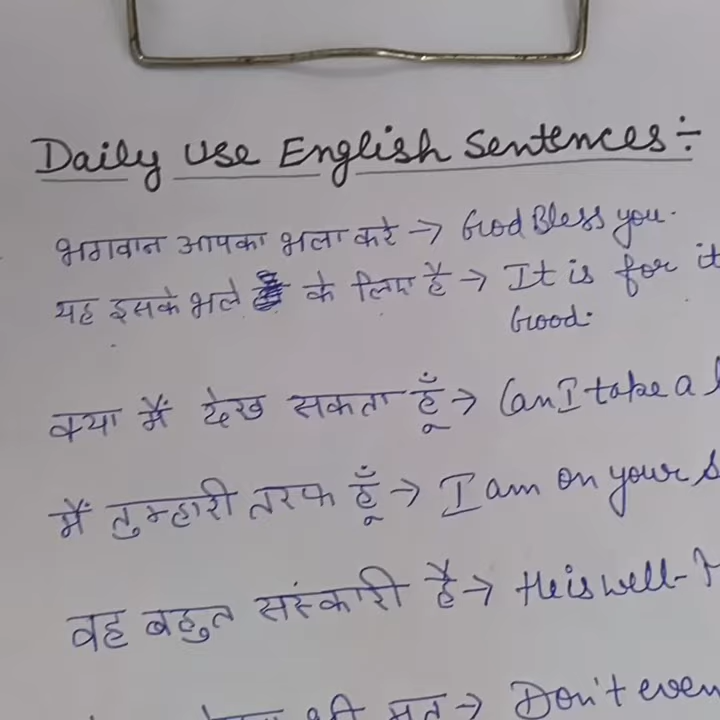 Daily Use English Sentences:-
भगवान आपका भला करे → God Bless you.
यह इसके भले के लिए है → It is for it
Good.
क्या मैं देख सकता हूँ → Can I take a
मैं तुम्हारी तरफ हूँ → I am on your
वह बहुत संस्कारी है → He is well-
मत → Don't even